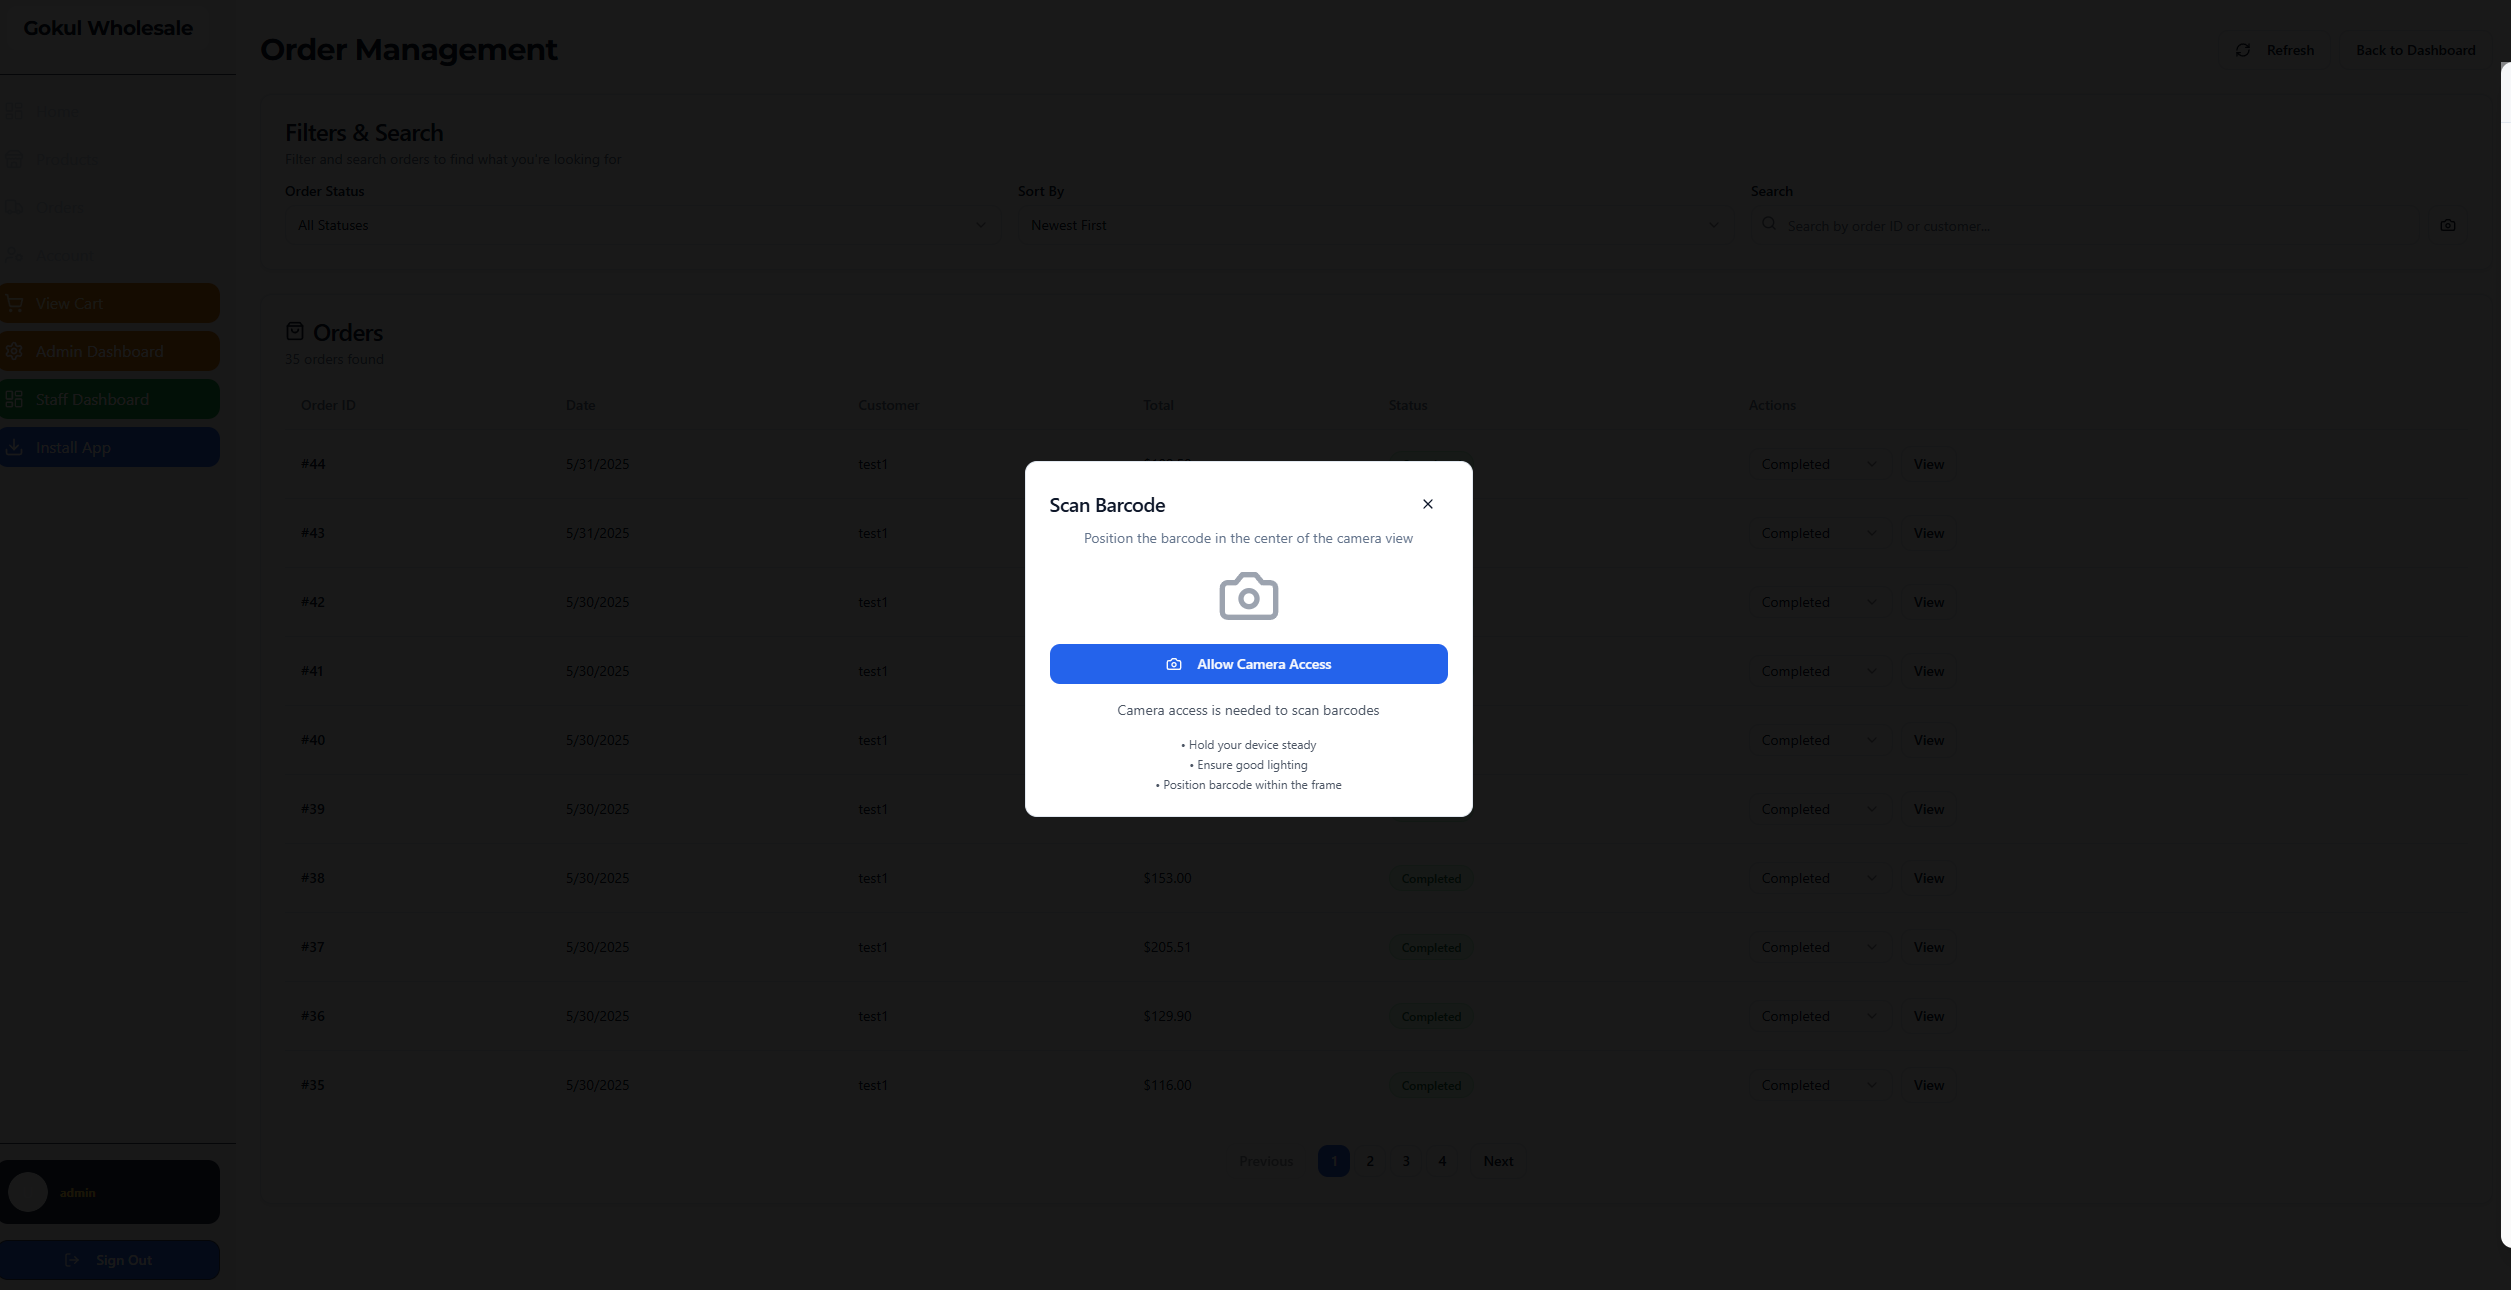 Gokul Wholesale
Order Management
Refresh
Back to Dashboard
Home
Filters & Search
Filter and search orders to find what you're looking for
Order Status
Sort By
Search
All Statuses
Newest First
Search by order ID or customer...
Orders
Account
View Cart
Admin Dashboard
Staff Dashboard
Install App
Orders
35 orders found
Order ID Date Customer Total Status Actions
#44 5/31/2025 test1 Completed View
#43 5/31/2025 test1 Completed View
#42 5/30/2025 test1 Completed View
#41 5/30/2025 test1 Completed View
#40 5/30/2025 test1 Completed View
#39 5/30/2025 test1 Completed View
#38 5/30/2025 test1 $153.00 Completed Completed View
#37 5/30/2025 test1 $205.51 Completed Completed View
#36 5/30/2025 test1 $129.90 Completed Completed View
#35 5/30/2025 test1 $116.00 Completed Completed View
Previous 1 2 3 4 Next
Scan Barcode
Position the barcode in the center of the camera view
Allow Camera Access
Camera access is needed to scan barcodes
• Hold your device steady
• Ensure good lighting
• Position barcode within the frame
admin
Sign Out